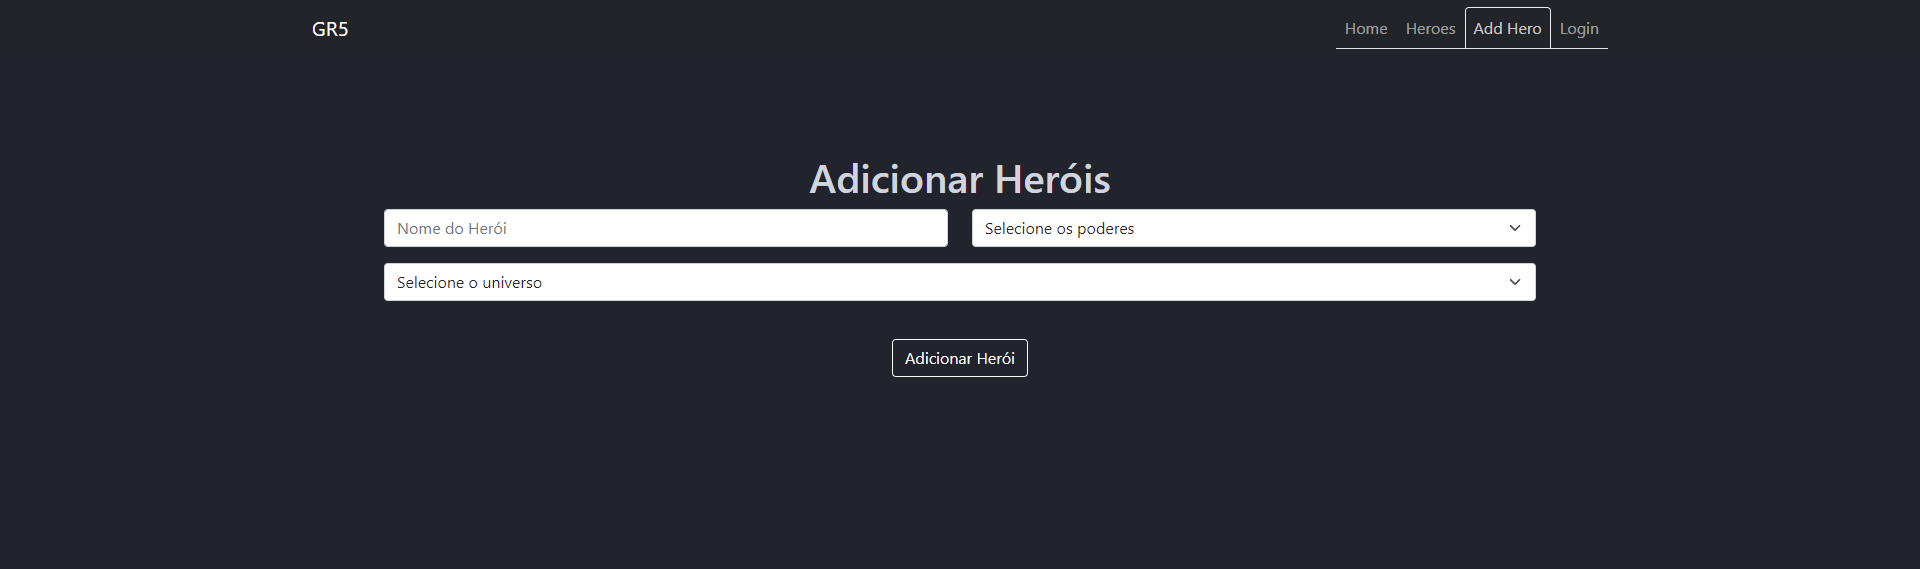 GR5
Home Heroes Add Hero Login
Adicionar Heróis
Nome do Herói
Selecione os poderes
Selecione o universo
Adicionar Herói